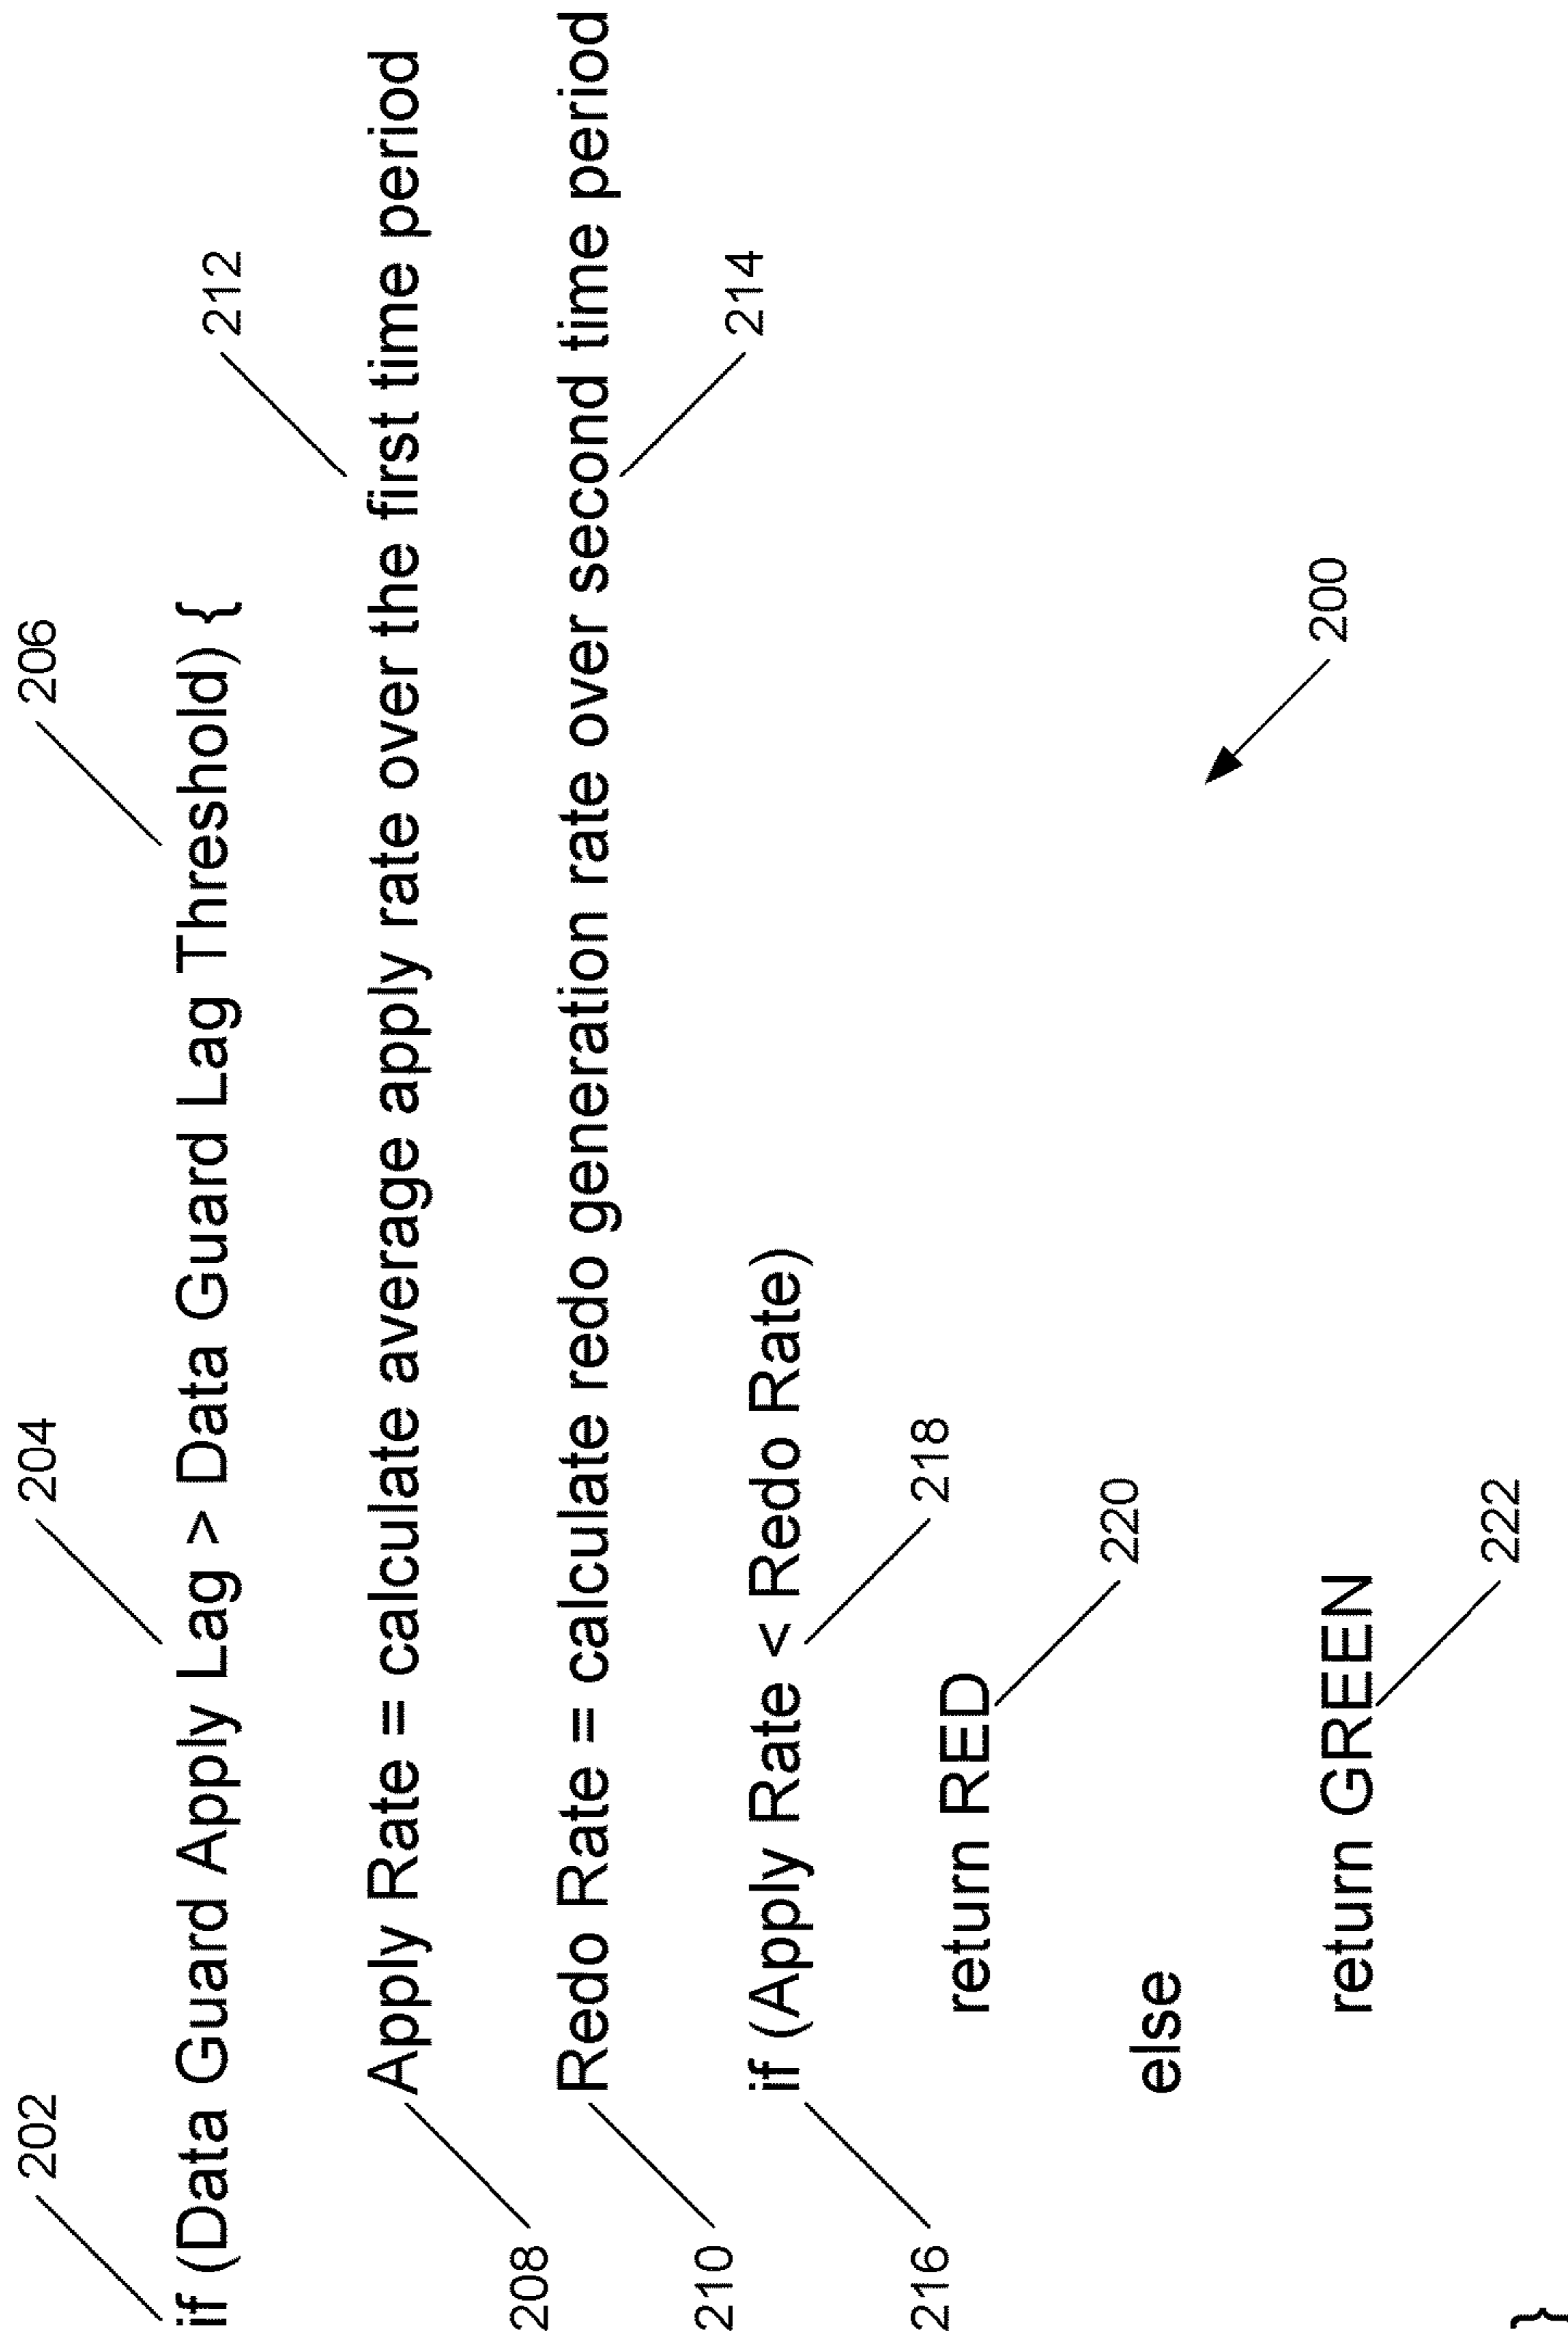 202 204 206
if (Data Guard Apply Lag > Data Guard Lag Threshold) {
212
Apply Rate = calculate average apply rate over the first time period
208
Redo Rate = calculate redo generation rate over second time period
210 214
if (Apply Rate < Redo Rate)
216 218
return RED
220
else
200
return GREEN
222
}